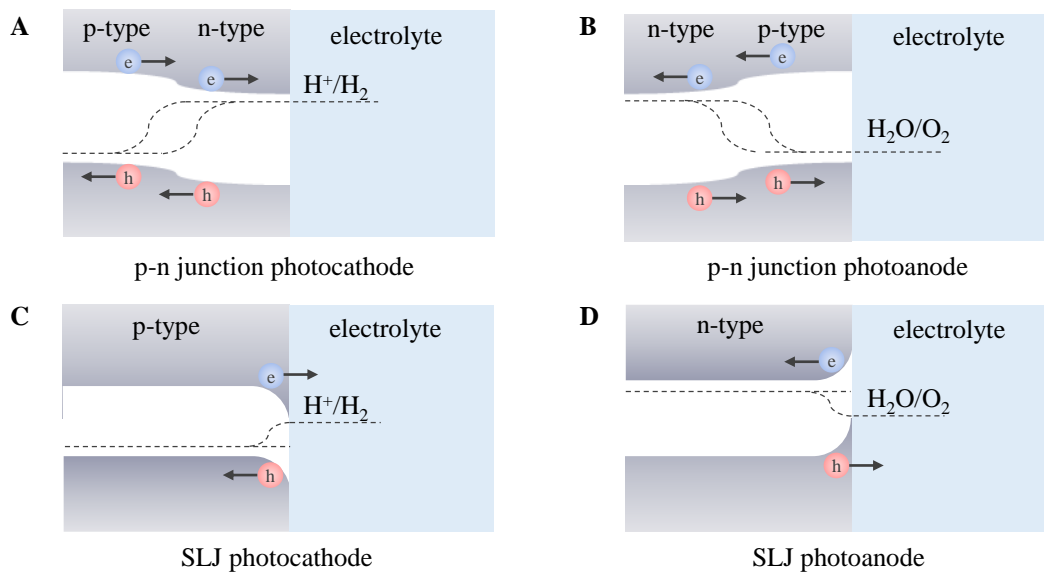 A
p-type
n-type
electrolyte
e
e
H⁺/H₂
h
h
p-n junction photocathode
B
n-type
p-type
electrolyte
e
e
H₂O/O₂
h
h
p-n junction photoanode
C
p-type
electrolyte
e
H⁺/H₂
h
SLJ photocathode
D
n-type
electrolyte
e
H₂O/O₂
h
SLJ photoanode